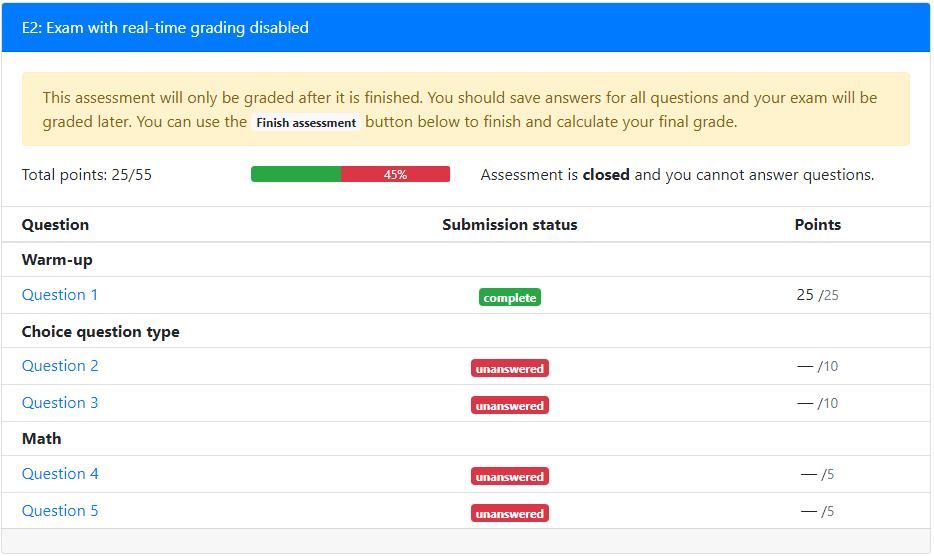 E2: Exam with real-time grading disabled
This assessment will only be graded after it is finished. You should save answers for all questions and your exam will be
graded later. You can use the Finish assessment button below to finish and calculate your final grade.
Total points: 25/55 45% Assessment is closed and you cannot answer questions.
Question Submission status Points
Warm-up
Question 1 complete 25 /25
Choice question type
Question 2 unanswered — /10
Question 3 unanswered — /10
Math
Question 4 unanswered — /5
Question 5 unanswered — /5